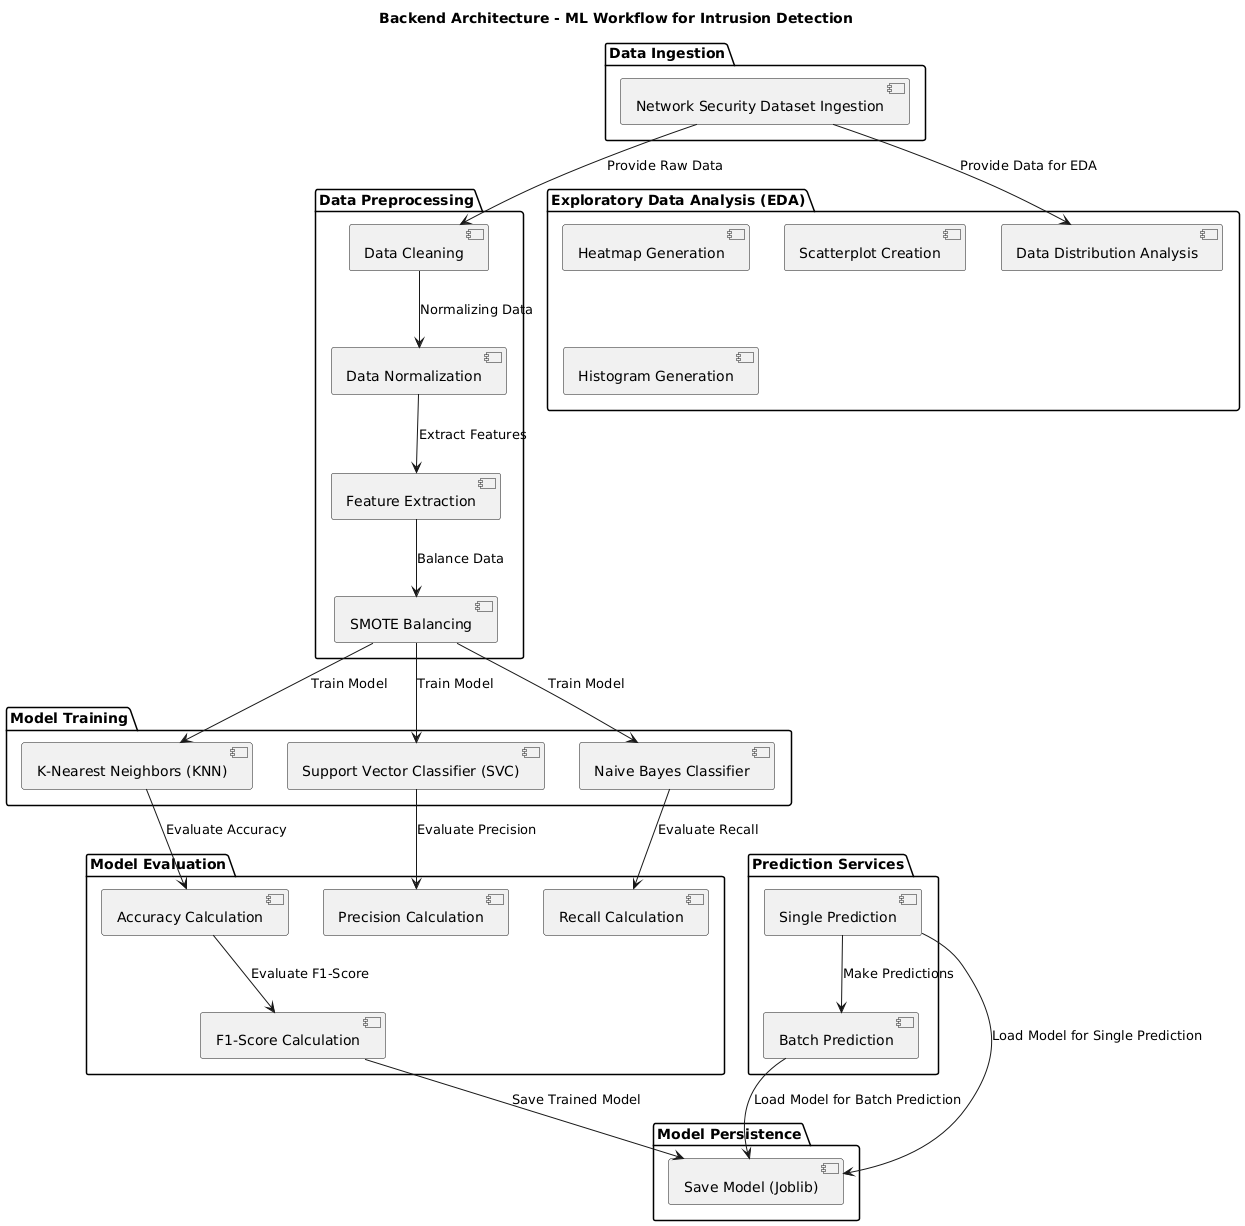 Backend Architecture - ML Workflow for Intrusion Detection
Data Ingestion
Network Security Dataset Ingestion
Provide Raw Data
Provide Data for EDA
Data Preprocessing
Exploratory Data Analysis (EDA)
Data Cleaning
Heatmap Generation
Scatterplot Creation
Data Distribution Analysis
Normalizing Data
Data Normalization
Histogram Generation
Extract Features
Feature Extraction
Balance Data
SMOTE Balancing
Train Model
Train Model
Train Model
Model Training
K-Nearest Neighbors (KNN)
Support Vector Classifier (SVC)
Naive Bayes Classifier
Evaluate Accuracy
Evaluate Precision
Evaluate Recall
Model Evaluation
Prediction Services
Accuracy Calculation
Precision Calculation
Recall Calculation
Single Prediction
Evaluate F1-Score
Make Predictions
F1-Score Calculation
Batch Prediction
Load Model for Single Prediction
Save Trained Model
Load Model for Batch Prediction
Model Persistence
Save Model (Joblib)